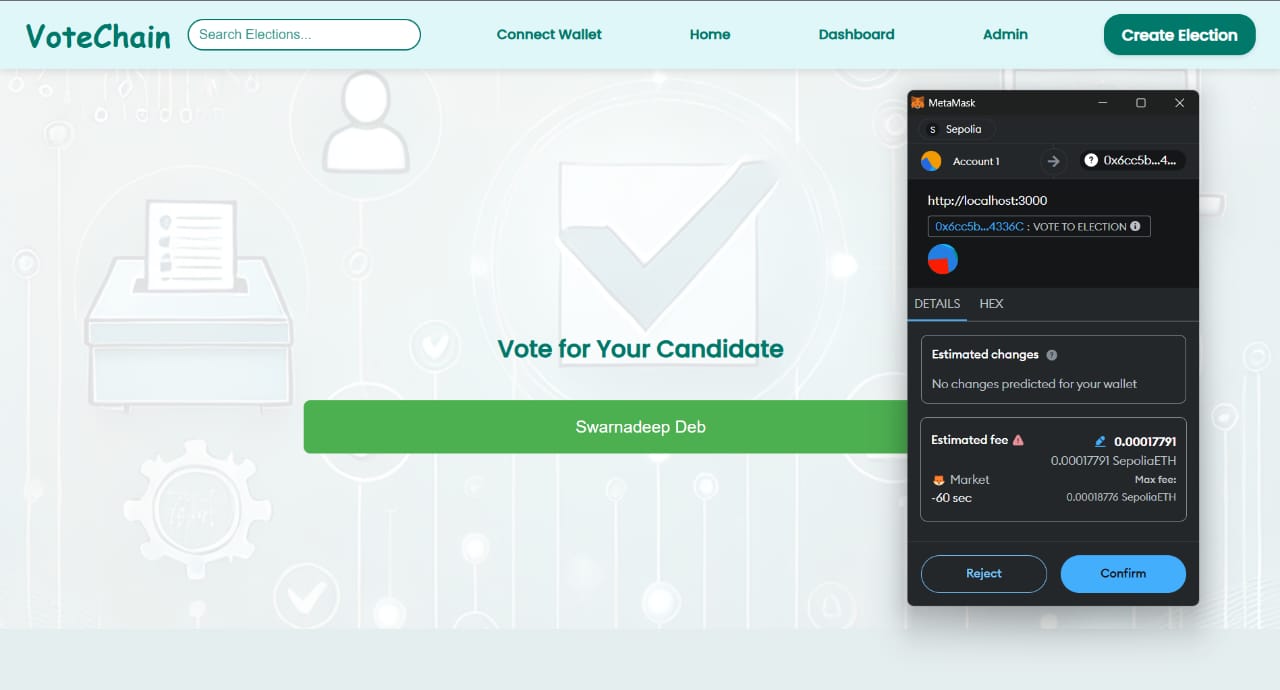 VoteChain
Search Elections...
Connect Wallet
Home
Dashboard
Admin
Create Election
Vote for Your Candidate
Swarnadeep Deb
MetaMask
S Sepolia
Account 1
? 0x6cc5b...4...
http://localhost:3000
0x6cc5b...4336C : VOTE TO ELECTION
DETAILS
HEX
Estimated changes ?
No changes predicted for your wallet
Estimated fee
0.00017791
0.00017791 SepoliaETH
Market
Max fee:
~60 sec
0.00018776 SepoliaETH
Reject
Confirm